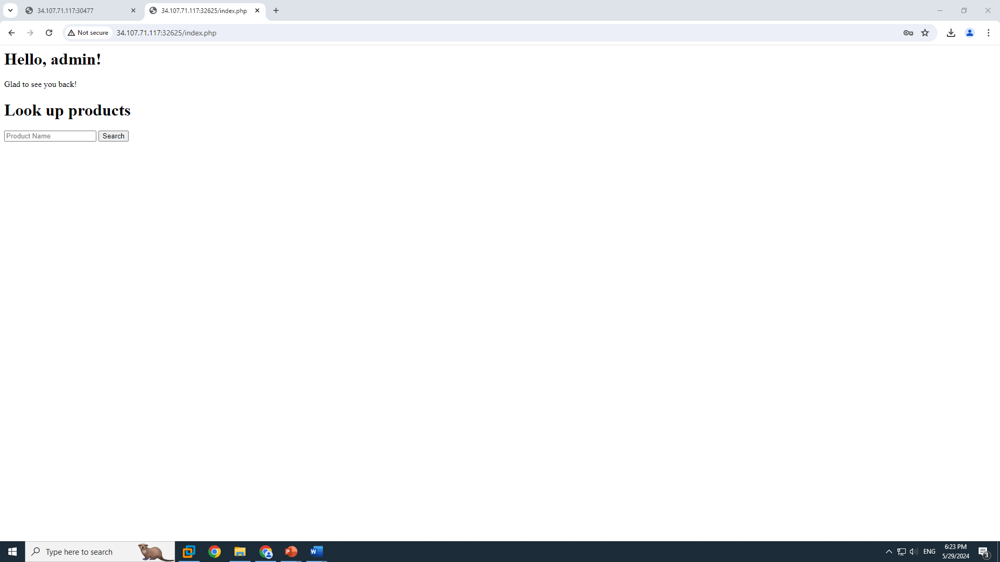 34.107.71.117:30477
34.107.71.117:32625/index.php
Not secure
34.107.71.117:32625/index.php
Hello, admin!
Glad to see you back!
Look up products
Product Name
Search
Type here to search
P
W
ENG
6:23 PM
5/29/2024
3